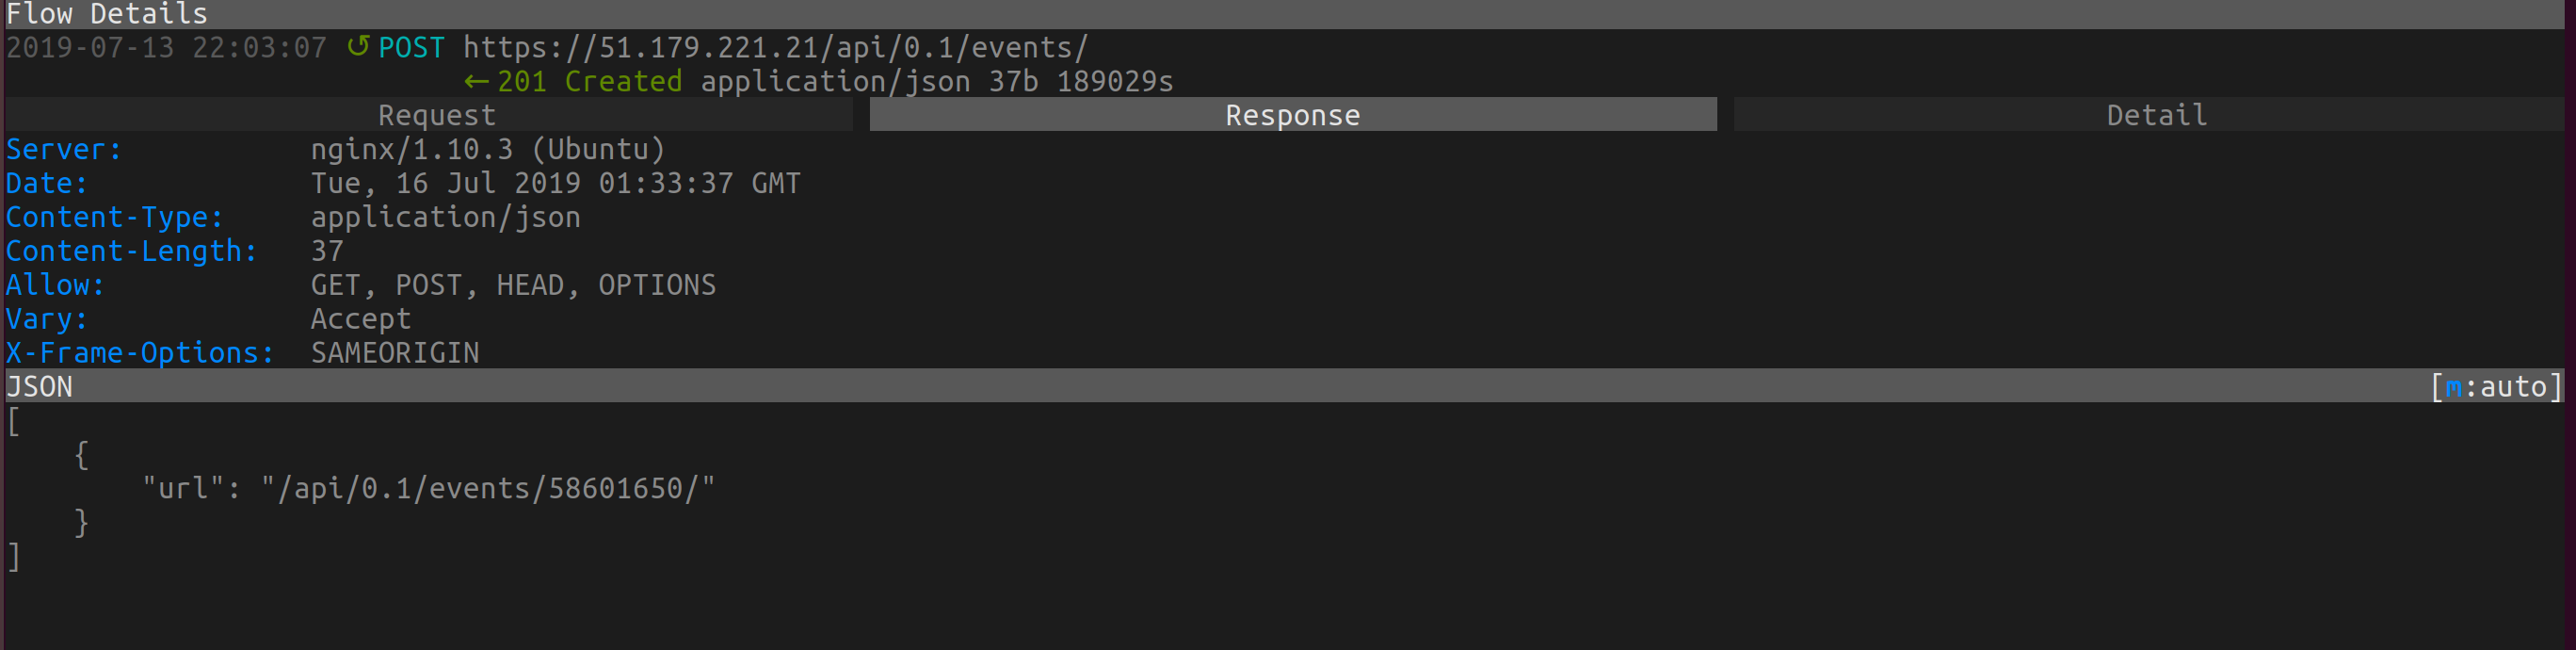 Flow Details
2019-07-13 22:03:07 ↺ POST https://51.179.221.21/api/0.1/events/
← 201 Created application/json 37b 189029s
Request Response Detail
Server: nginx/1.10.3 (Ubuntu)
Date: Tue, 16 Jul 2019 01:33:37 GMT
Content-Type: application/json
Content-Length: 37
Allow: GET, POST, HEAD, OPTIONS
Vary: Accept
X-Frame-Options: SAMEORIGIN
JSON [m:auto]
[
{
"url": "/api/0.1/events/58601650/"
}
]